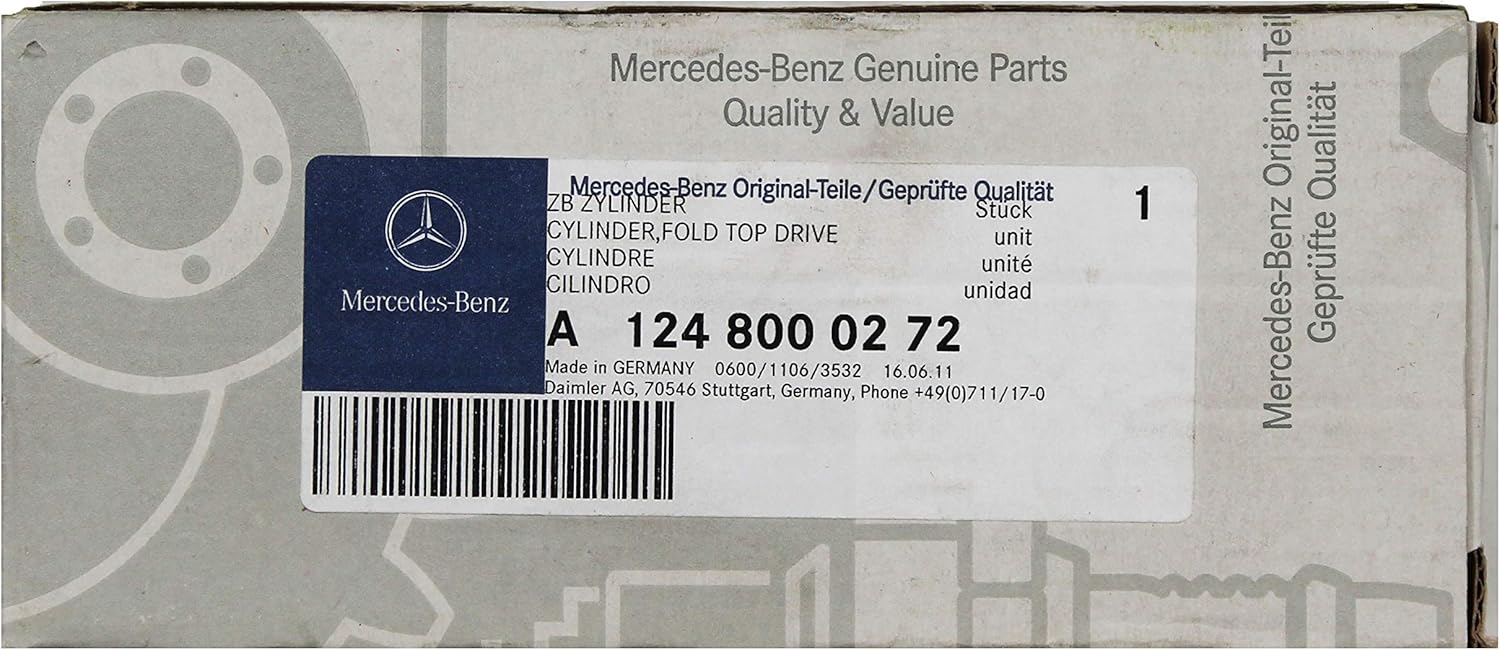 Mercedes-Benz Genuine Parts
Quality & Value
Mercedes-Benz Original-Teile/Geprüfte Qualität
ZB ZYLINDER Stück 1
CYLINDER,FOLD TOP DRIVE unit
CYLINDRE unité
CILINDRO unidad
Mercedes-Benz
A 124 800 02 72
Made in GERMANY 0600/1106/3532 16.06.11
Daimler AG, 70546 Stuttgart, Germany, Phone +49(0)711/17-0
Mercedes-Benz Original-Teil
Geprüfte Qualität